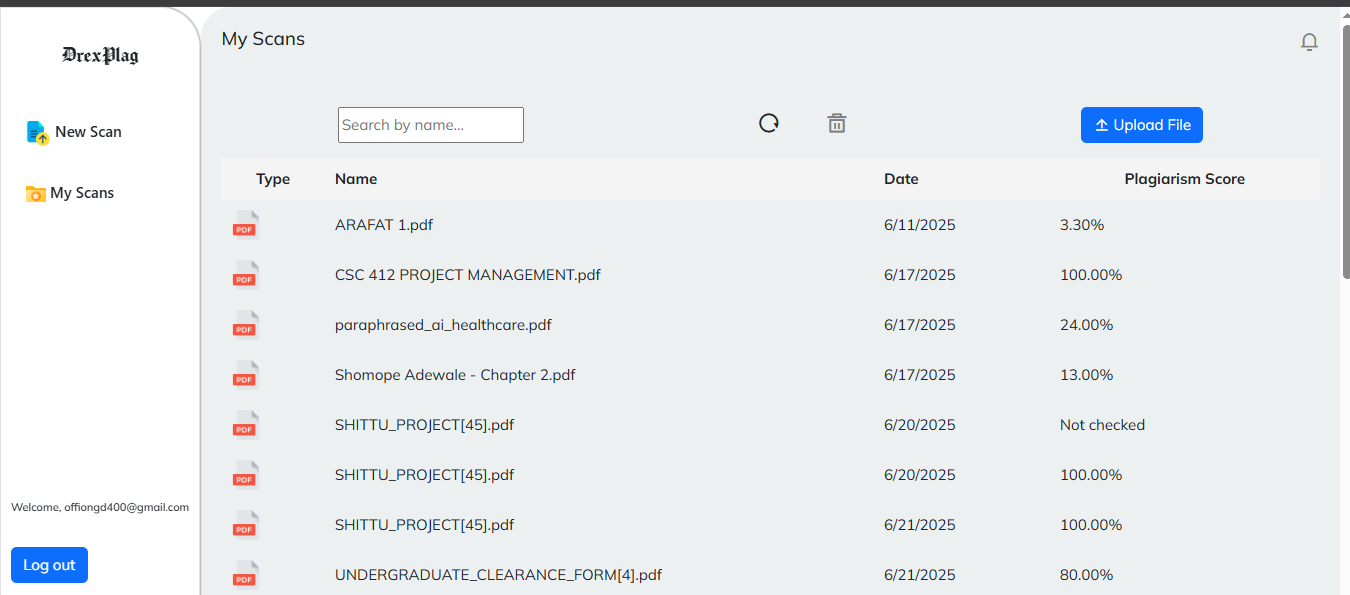 DrexPlag
New Scan
My Scans
Welcome, offiongd400@gmail.com
Log out
My Scans
Search by name...
Upload File
Type Name Date Plagiarism Score
PDF ARAFAT 1.pdf 6/11/2025 3.30%
PDF CSC 412 PROJECT MANAGEMENT.pdf 6/17/2025 100.00%
PDF paraphrased_ai_healthcare.pdf 6/17/2025 24.00%
PDF Shomope Adewale - Chapter 2.pdf 6/17/2025 13.00%
PDF SHITTU_PROJECT[45].pdf 6/20/2025 Not checked
PDF SHITTU_PROJECT[45].pdf 6/20/2025 100.00%
PDF SHITTU_PROJECT[45].pdf 6/21/2025 100.00%
PDF UNDERGRADUATE_CLEARANCE_FORM[4].pdf 6/21/2025 80.00%